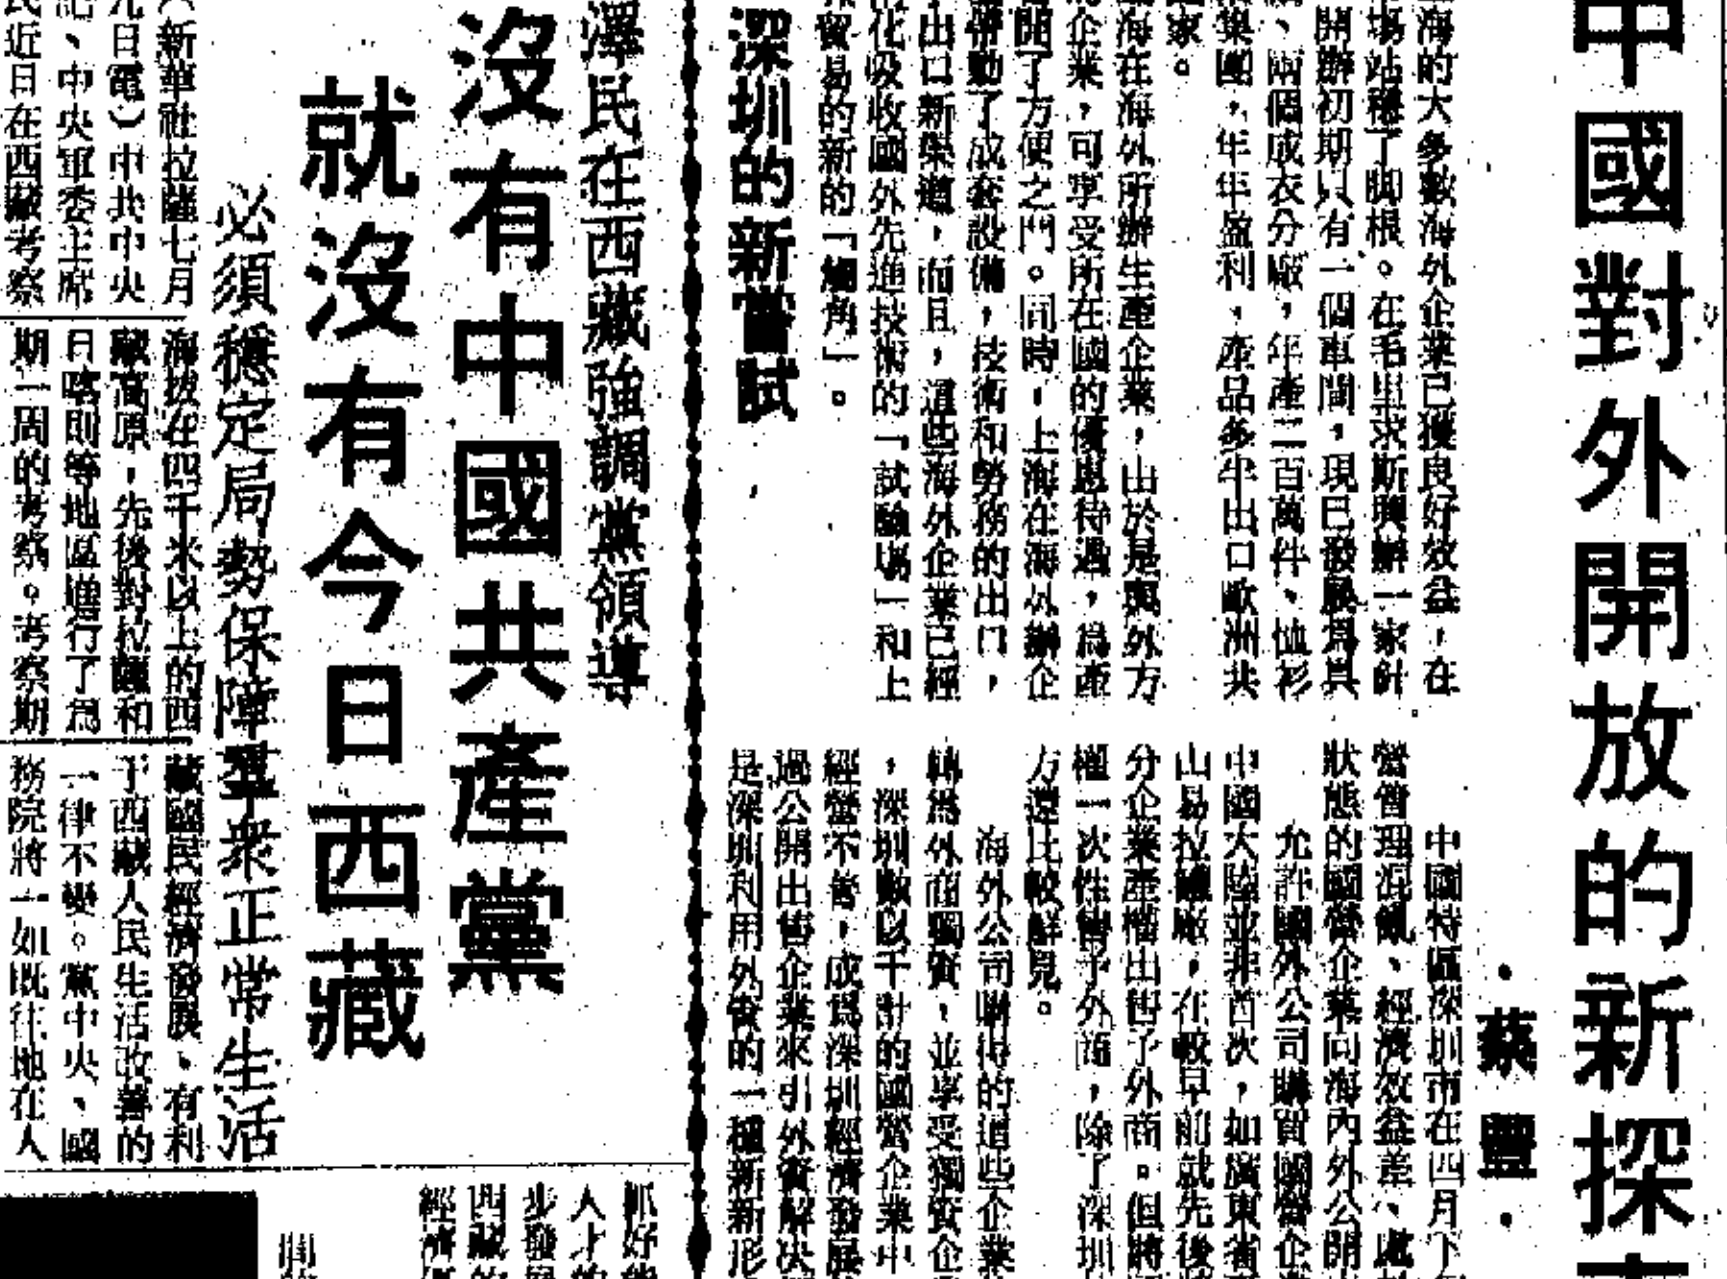 中國對外開放的新探
·蔡豐·
海的大多數海外企業已獲良好效益，在
場站穩了脚根。在毛里求斯興辦一家針
開辦初期只有一個車間，現已發展爲具
、兩個成衣分廠，年產二百萬件、恤衫
集團，年年盈利，產品多半出口歐洲共
家。
海在海外所辦生產企業，由於是與外方
企業，可享受所在國的優惠待遇，爲產
開了方便之門。同時，上海在海外辦企
帶動了成套設備，技術和勞務的出口，
出口新渠道，而且，這些海外企業已經
化吸收國外先進技術的「試驗場」和上
貿易的新的「觸角」。
深圳的新嘗試
中國特區深圳市在四月下
營管理混亂、經濟效益差、處
狀態的國營企業向海內外公開
允許國外公司購買國營企
中國大陸並非首次，如廣東省
山易拉罐廠，在較早前就先後
分企業產權出售予外商。但將
權一次性售予外商，除了深圳
方還比較鮮見。
海外公司購得的這些企業
轉爲外商獨資，並享受獨資企
，深圳數以千計的國營企業中
經營不善，成爲深圳經濟發展
過公開出售企業來引外資解决
是深圳利用外資的一種新新形
澤民在西藏強調黨領導
沒有中國共產黨
就沒有今日西藏
必須穩定局勢保障羣衆正常生活
（新華社拉薩七月
日電）中共中央
記、中央軍委主席
民近日在西藏考察
海拔在四千米以上的西
藏高原，先後對拉薩和
日喀則等地區進行了爲
期一周的考察。考察期
藏國民經濟發展、有利
于西藏人民生活改善的
一律不變。黨中央、國
務院將一如既往地在人
抓好
人才的
步發展
西藏的
經濟
間